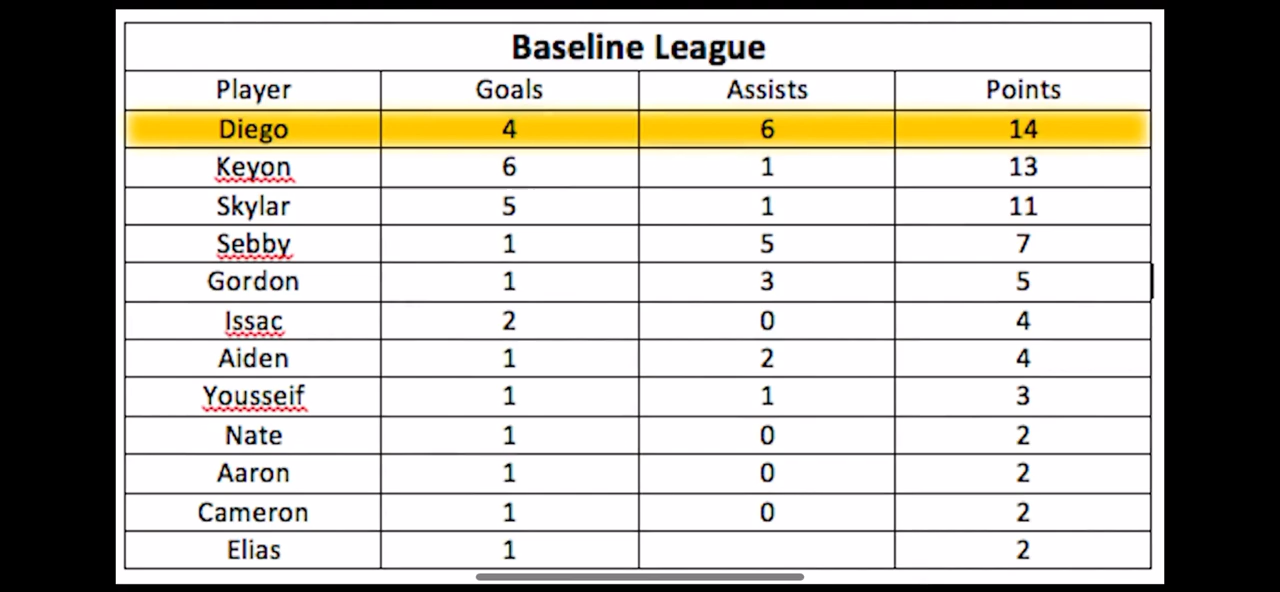 Baseline League
Player Goals Assists Points
Diego 4 6 14
Keyon 6 1 13
Skylar 5 1 11
Sebby 1 5 7
Gordon 1 3 5
Issac 2 0 4
Aiden 1 2 4
Yousseif 1 1 3
Nate 1 0 2
Aaron 1 0 2
Cameron 1 0 2
Elias 1 2